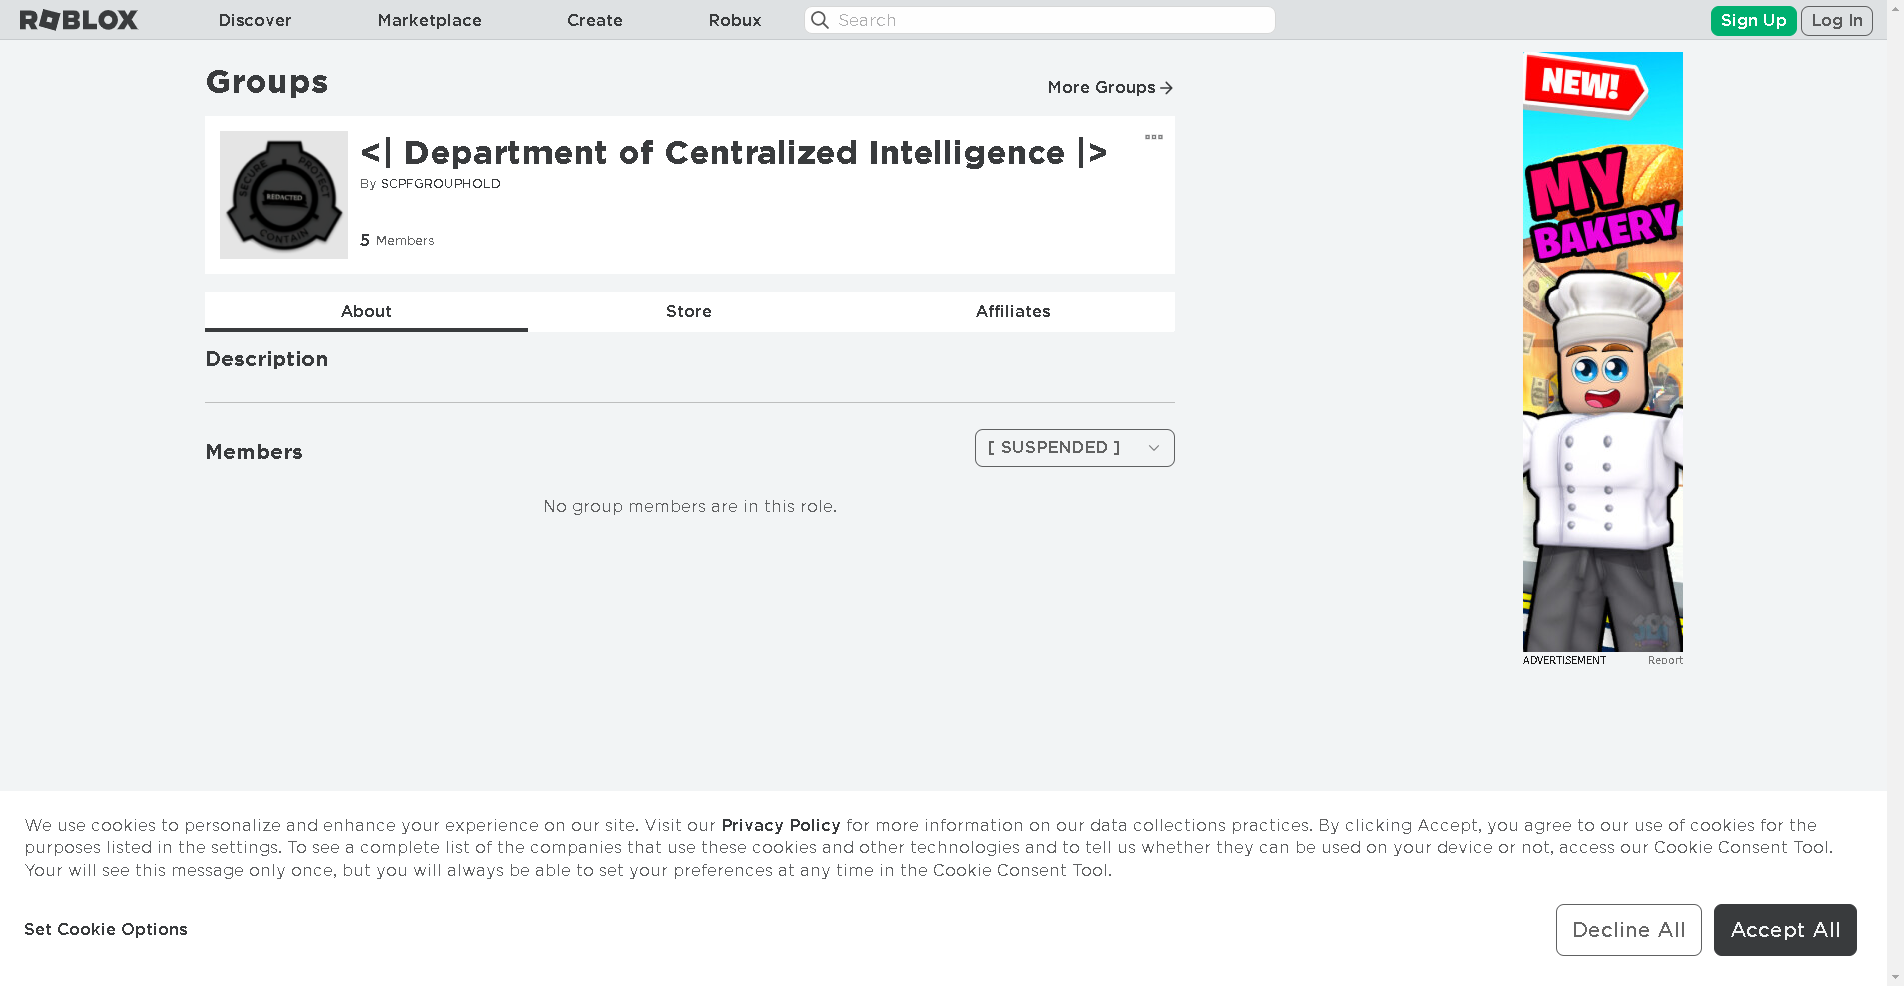 ROBLOX
Discover
Marketplace
Create
Robux
Search
Sign Up
Log In
Groups
More Groups
SECURE PROTECT
REDACTED
CONTAIN
<| Department of Centralized Intelligence |>
By SCPFGROUPHOLD
5 Members
About
Store
Affiliates
Description
Members
[ SUSPENDED ]
No group members are in this role.
NEW!
MY
BAKERY
ADVERTISEMENT
Report
We use cookies to personalize and enhance your experience on our site. Visit our Privacy Policy for more information on our data collections practices. By clicking Accept, you agree to our use of cookies for the
purposes listed in the settings. To see a complete list of the companies that use these cookies and other technologies and to tell us whether they can be used on your device or not, access our Cookie Consent Tool.
Your will see this message only once, but you will always be able to set your preferences at any time in the Cookie Consent Tool.
Set Cookie Options
Decline All
Accept All